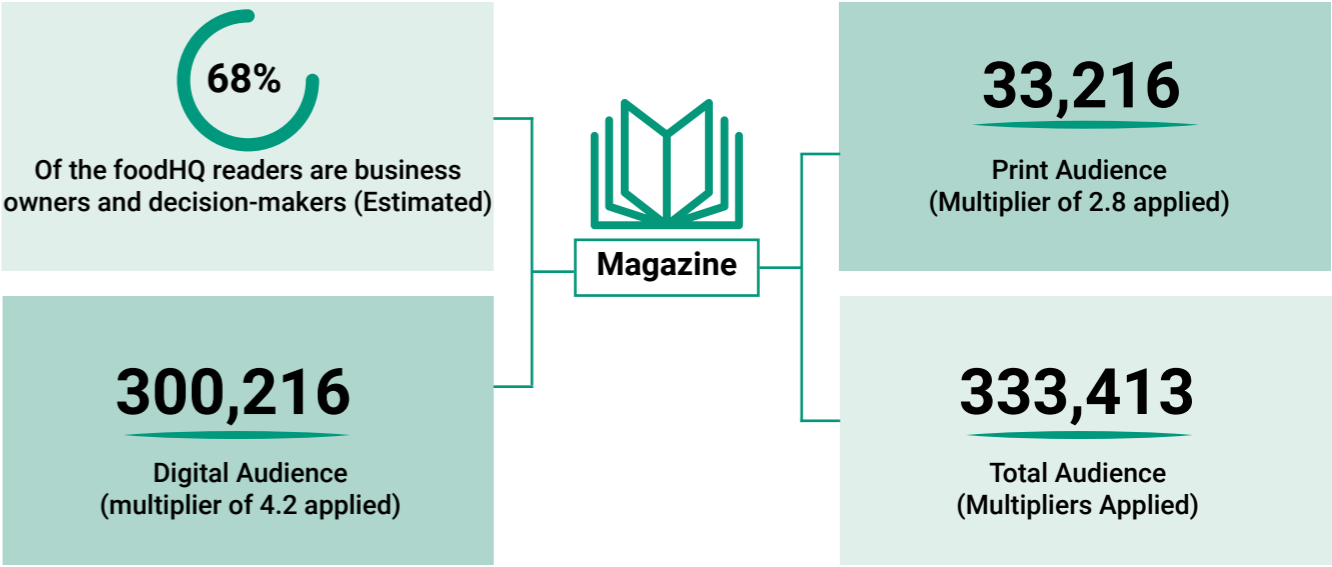 68%
Of the foodHQ readers are business
owners and decision-makers (Estimated)
300,216
Digital Audience
(multiplier of 4.2 applied)
Magazine
33,216
Print Audience
(Multiplier of 2.8 applied)
333,413
Total Audience
(Multipliers Applied)